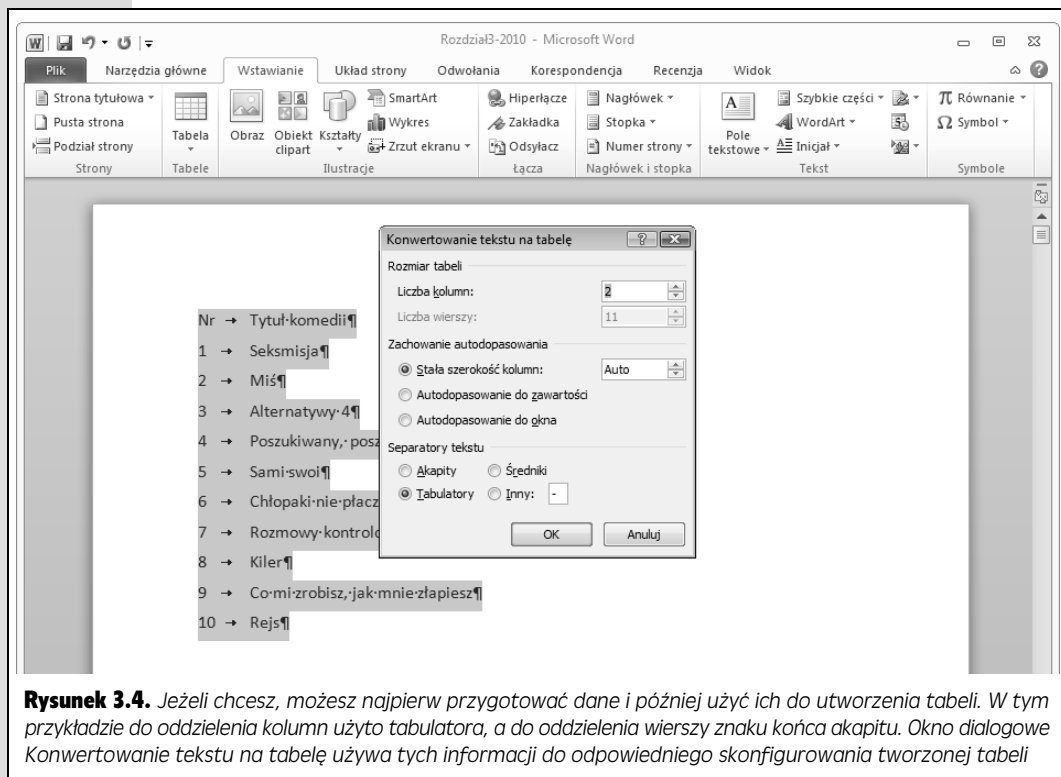 Rozdział3-2010 - Microsoft Word
Plik Narzędzia główne Wstawianie Układ strony Odwołania Korespondencja Recenzja Widok
Strona tytułowa
Pusta strona
Podział strony
Strony
Tabela
Tabele
Obraz
Obiekt clipart
Kształty
SmartArt
Wykres
Zrzut ekranu
Ilustracje
Hiperłącze
Zakładka
Odsyłacz
Łącza
Nagłówek
Stopka
Numer strony
Nagłówek i stopka
Pole tekstowe
Szybkie części
WordArt
Inicjał
Tekst
π Równanie
Ω Symbol
Symbole
Konwertowanie tekstu na tabelę
Rozmiar tabeli
Liczba kolumn: 2
Liczba wierszy: 11
Zachowanie autodopasowania
Stała szerokość kolumn: Auto
Autodopasowanie do zawartości
Autodopasowanie do okna
Separatory tekstu
Akapity Średniki
Tabulatory Inny: -
OK Anuluj
Nr → Tytuł·komedii¶
1 → Seksmisja¶
2 → Miś¶
3 → Alternatywy·4¶
4 → Poszukiwany,·posz
5 → Sami·swoi¶
6 → Chłopaki·nie·płacz
7 → Rozmowy·kontrolo
8 → Kiler¶
9 → Co·mi·zrobisz,·jak·mnie·złapiesz¶
10 → Rejs¶
Rysunek 3.4. Jeżeli chcesz, możesz najpierw przygotować dane i później użyć ich do utworzenia tabeli. W tym
przykładzie do oddzielenia kolumn użyto tabulatora, a do oddzielenia wierszy znaku końca akapitu. Okno dialogowe
Konwertowanie tekstu na tabelę używa tych informacji do odpowiedniego skonfigurowania tworzonej tabeli